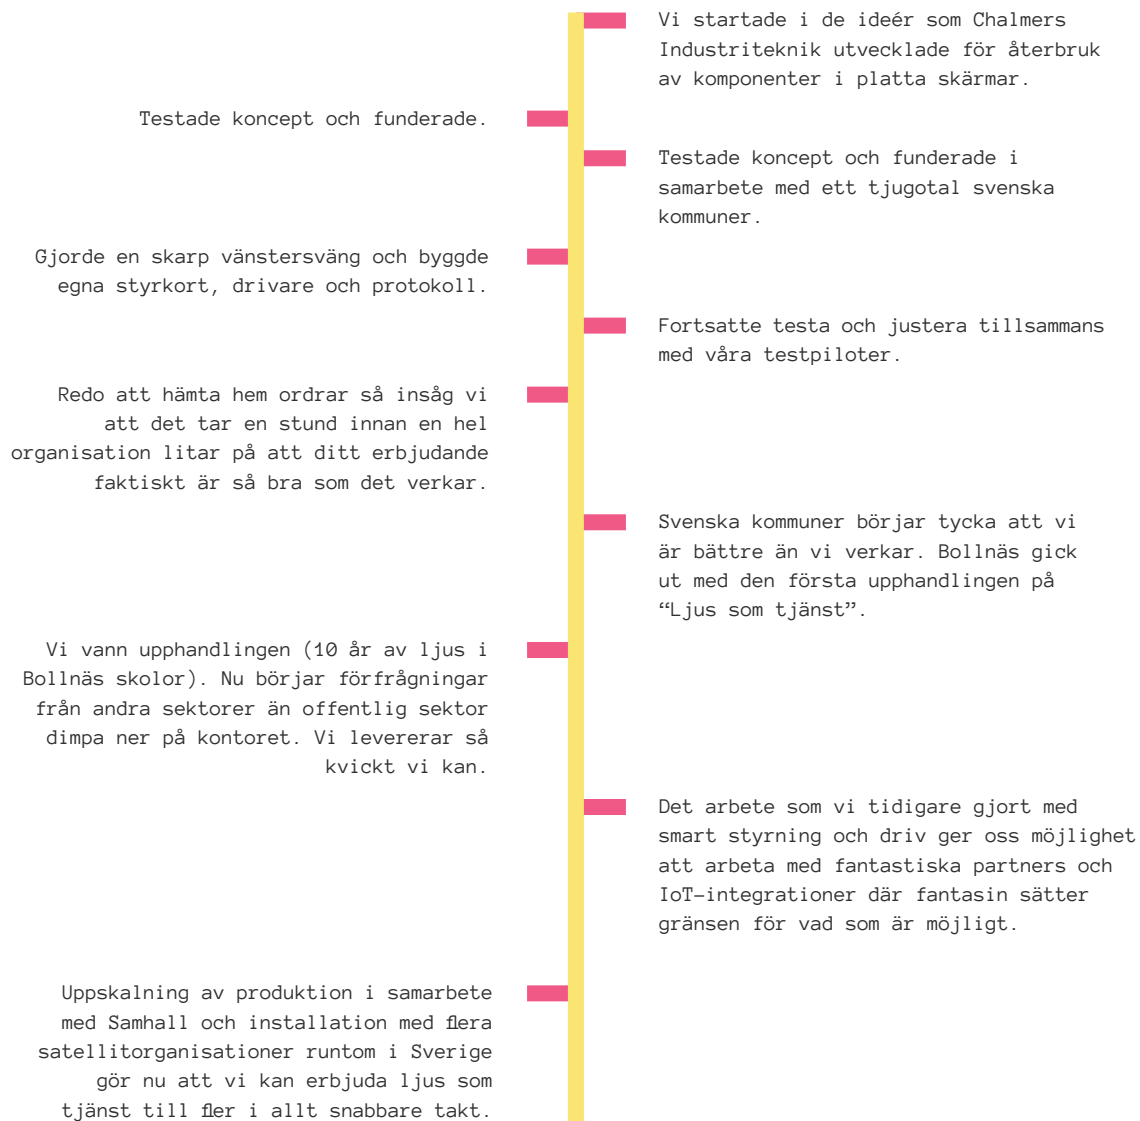 Vi startade i de ideér som Chalmers
Industriteknik utvecklade för återbruk
av komponenter i platta skärmar.
Testade koncept och funderade.
Testade koncept och funderade i
samarbete med ett tjugotal svenska
kommuner.
Gjorde en skarp vänstersväng och byggde
egna styrkort, drivare och protokoll.
Fortsatte testa och justera tillsammans
med våra testpiloter.
Redo att hämta hem ordrar så insåg vi
att det tar en stund innan en hel
organisation litar på att ditt erbjudande
faktiskt är så bra som det verkar.
Svenska kommuner börjar tycka att vi
är bättre än vi verkar. Bollnäs gick
ut med den första upphandlingen på
“Ljus som tjänst”.
Vi vann upphandlingen (10 år av ljus i
Bollnäs skolor). Nu börjar förfrågningar
från andra sektorer än offentlig sektor
dimpa ner på kontoret. Vi levererar så
kvickt vi kan.
Det arbete som vi tidigare gjort med
smart styrning och driv ger oss möjlighet
att arbeta med fantastiska partners och
IoT-integrationer där fantasin sätter
gränsen för vad som är möjligt.
Uppskalning av produktion i samarbete
med Samhall och installation med flera
satellitorganisationer runtom i Sverige
gör nu att vi kan erbjuda ljus som
tjänst till fler i allt snabbare takt.